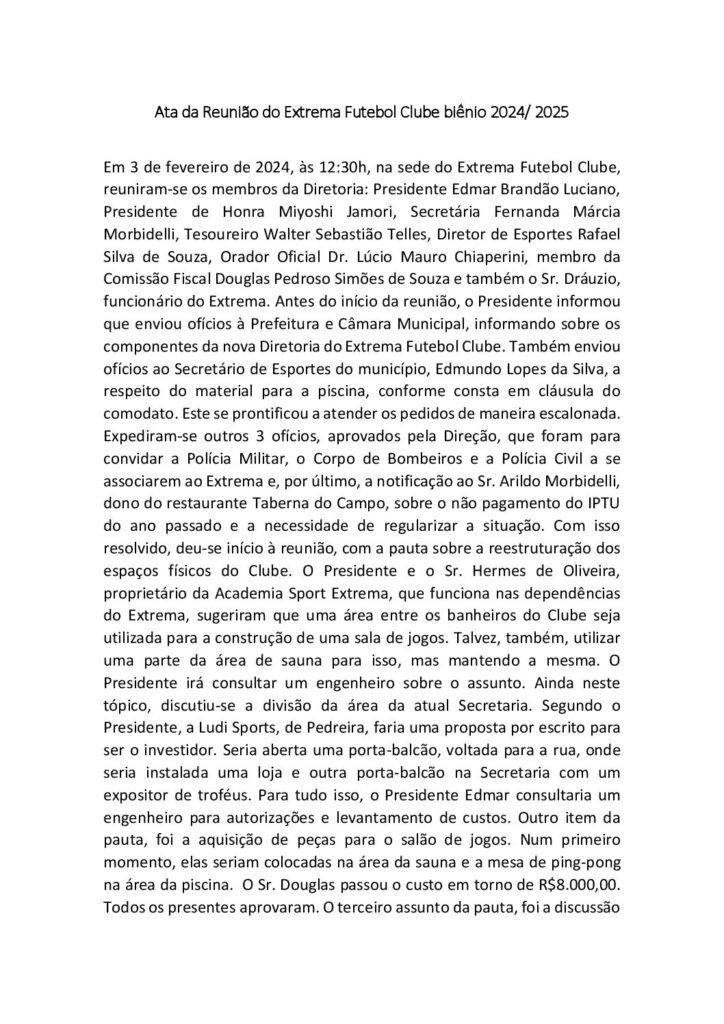 Ata da Reunião do Extrema Futebol Clube biênio 2024/ 2025
Em 3 de fevereiro de 2024, às 12:30h, na sede do Extrema Futebol Clube,
reuniram-se os membros da Diretoria: Presidente Edmar Brandão Luciano,
Presidente de Honra Miyoshi Jamori, Secretária Fernanda Márcia
Morbidelli, Tesoureiro Walter Sebastião Telles, Diretor de Esportes Rafael
Silva de Souza, Orador Oficial Dr. Lúcio Mauro Chiaperini, membro da
Comissão Fiscal Douglas Pedroso Simões de Souza e também o Sr. Dráuzio,
funcionário do Extrema. Antes do início da reunião, o Presidente informou
que enviou ofícios à Prefeitura e Câmara Municipal, informando sobre os
componentes da nova Diretoria do Extrema Futebol Clube. Também enviou
ofícios ao Secretário de Esportes do município, Edmundo Lopes da Silva, a
respeito do material para a piscina, conforme consta em cláusula do
comodato. Este se prontificou a atender os pedidos de maneira escalonada.
Expediram-se outros 3 ofícios, aprovados pela Direção, que foram para
convidar a Polícia Militar, o Corpo de Bombeiros e a Polícia Civil a se
associarem ao Extrema e, por último, a notificação ao Sr. Arildo Morbidelli,
dono do restaurante Taberna do Campo, sobre o não pagamento do IPTU
do ano passado e a necessidade de regularizar a situação. Com isso
resolvido, deu-se início à reunião, com a pauta sobre a reestruturação dos
espaços físicos do Clube. O Presidente e o Sr. Hermes de Oliveira,
proprietário da Academia Sport Extrema, que funciona nas dependências
do Extrema, sugeriram que uma área entre os banheiros do Clube seja
utilizada para a construção de uma sala de jogos. Talvez, também, utilizar
uma parte da área de sauna para isso, mas mantendo a mesma. O
Presidente irá consultar um engenheiro sobre o assunto. Ainda neste
tópico, discutiu-se a divisão da área da atual Secretaria. Segundo o
Presidente, a Ludi Sports, de Pedreira, faria uma proposta por escrito para
ser o investidor. Seria aberta uma porta-balcão, voltada para a rua, onde
seria instalada uma loja e outra porta-balcão na Secretaria com um
expositor de troféus. Para tudo isso, o Presidente Edmar consultaria um
engenheiro para autorizações e levantamento de custos. Outro item da
pauta, foi a aquisição de peças para o salão de jogos. Num primeiro
momento, elas seriam colocadas na área da sauna e a mesa de ping-pong
na área da piscina.  O Sr. Douglas passou o custo em torno de R$8.000,00.
Todos os presentes aprovaram. O terceiro assunto da pauta, foi a discussão